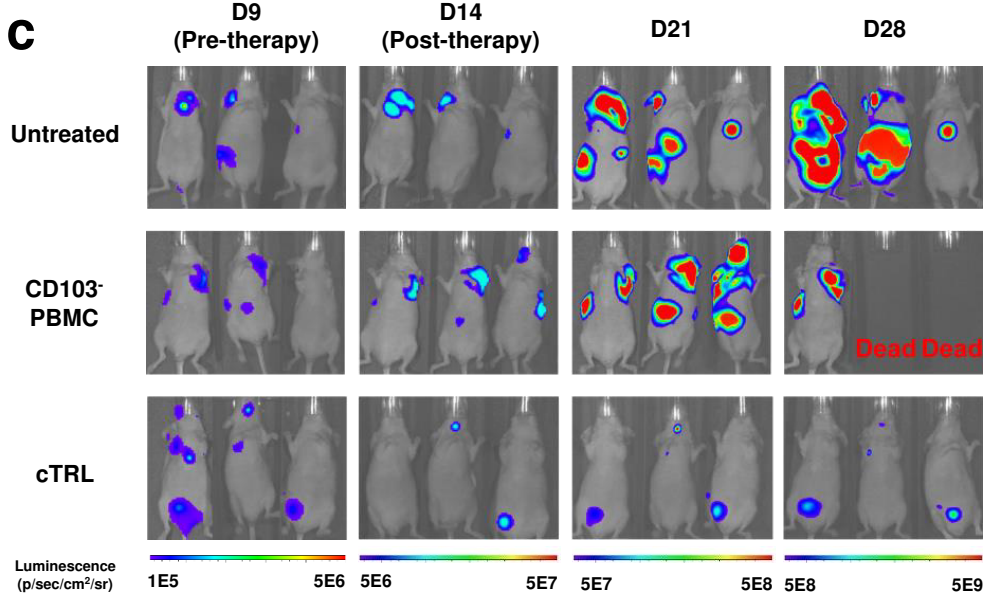 C
D9
(Pre-therapy)
D14
(Post-therapy)
D21
D28
Untreated
CD103-
PBMC
Dead Dead
cTRL
Luminescence
(p/sec/cm²/sr)
1E5 5E6
5E6 5E7
5E7 5E8
5E8 5E9